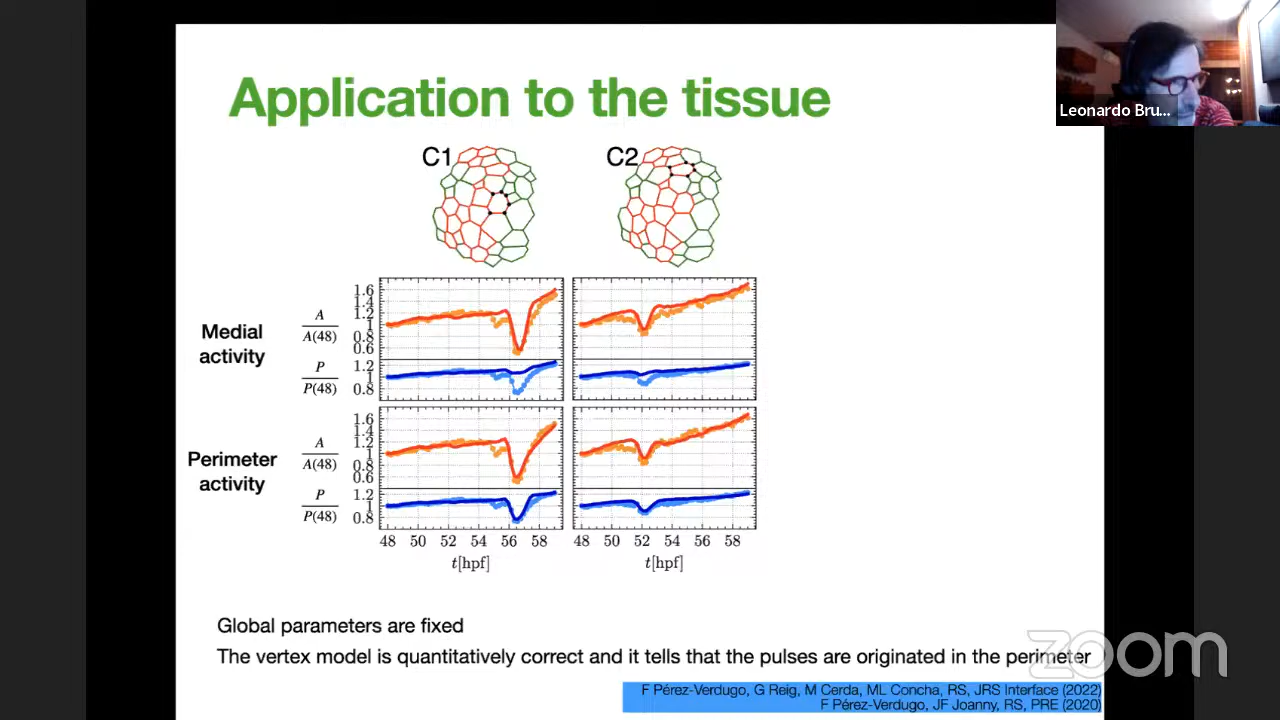 Leonardo Bru...
Application to the tissue
C1
C2
Medial
activity
A
A(48)
1.6
1.4
1.2
1
0.8
0.6
P
P(48)
1.2
1
0.8
Perimeter
activity
A
A(48)
1.6
1.4
1.2
1
0.8
0.6
P
P(48)
1.2
1
0.8
48 50 52 54 56 58
48 50 52 54 56 58
t[hpf]
t[hpf]
Global parameters are fixed
The vertex model is quantitatively correct and it tells that the pulses are originated in the perimeter
zoom
F Pérez-Verdugo, G Reig, M Cerda, ML Concha, RS, JRS Interface (2022)
F Pérez-Verdugo, JF Joanny, RS, PRE (2020)